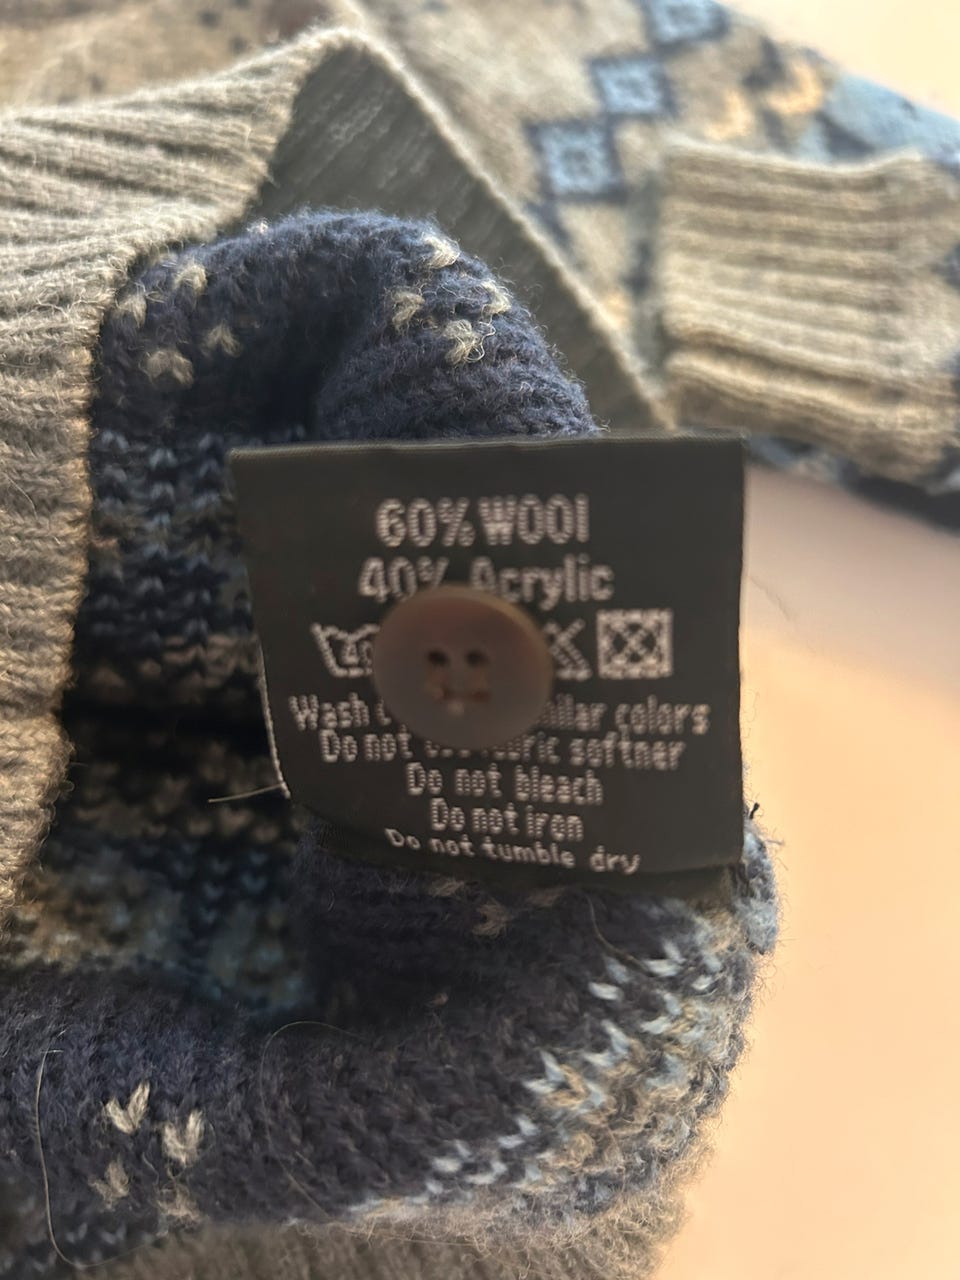 60% WOOl
40% Acrylic
Wash colors
Do not softner
Do not bleach
Do not iron
Do not tumble dry